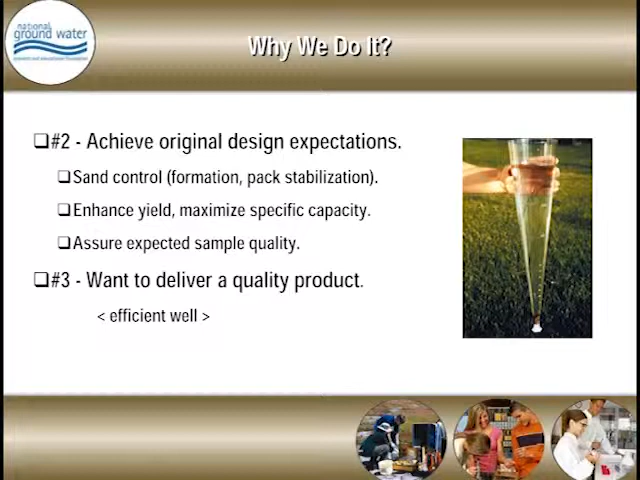 national
ground water
Why We Do It?
❑#2 - Achieve original design expectations.
❑Sand control (formation, pack stabilization).
❑Enhance yield, maximize specific capacity.
❑Assure expected sample quality.
❑#3 - Want to deliver a quality product.
< efficient well >